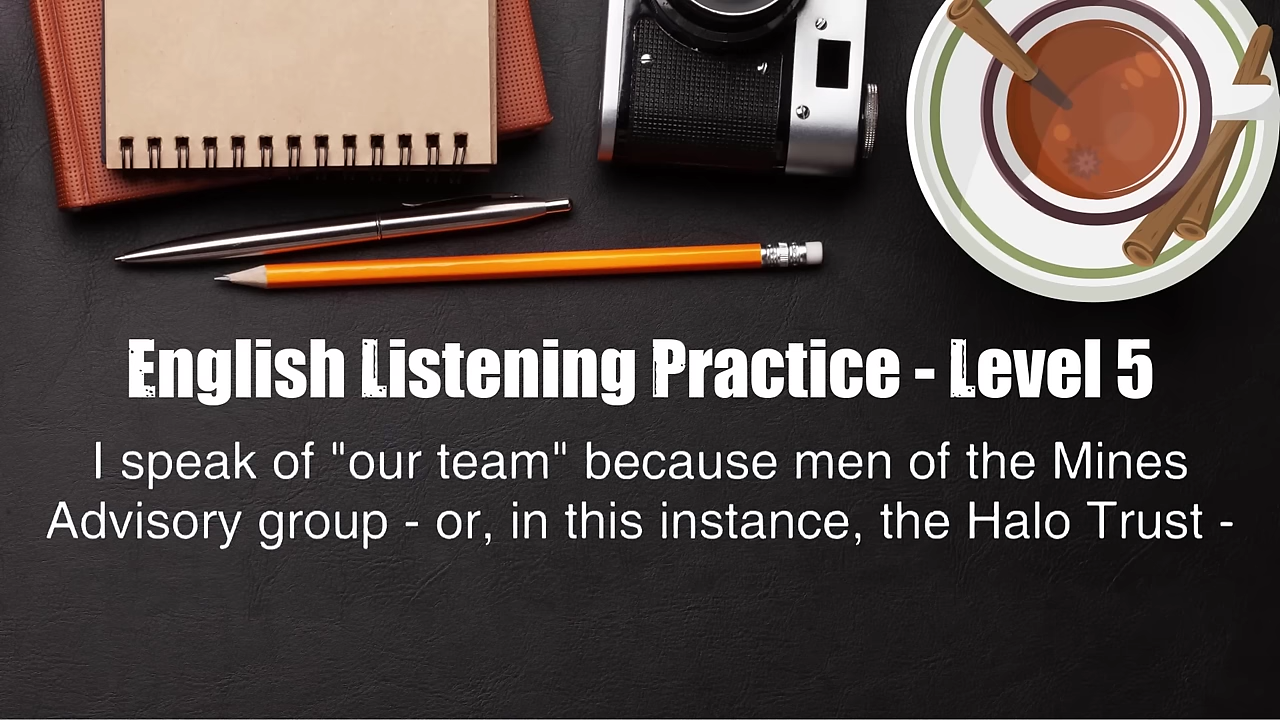 English Listening Practice - Level 5
I speak of "our team" because men of the Mines
Advisory group - or, in this instance, the Halo Trust -